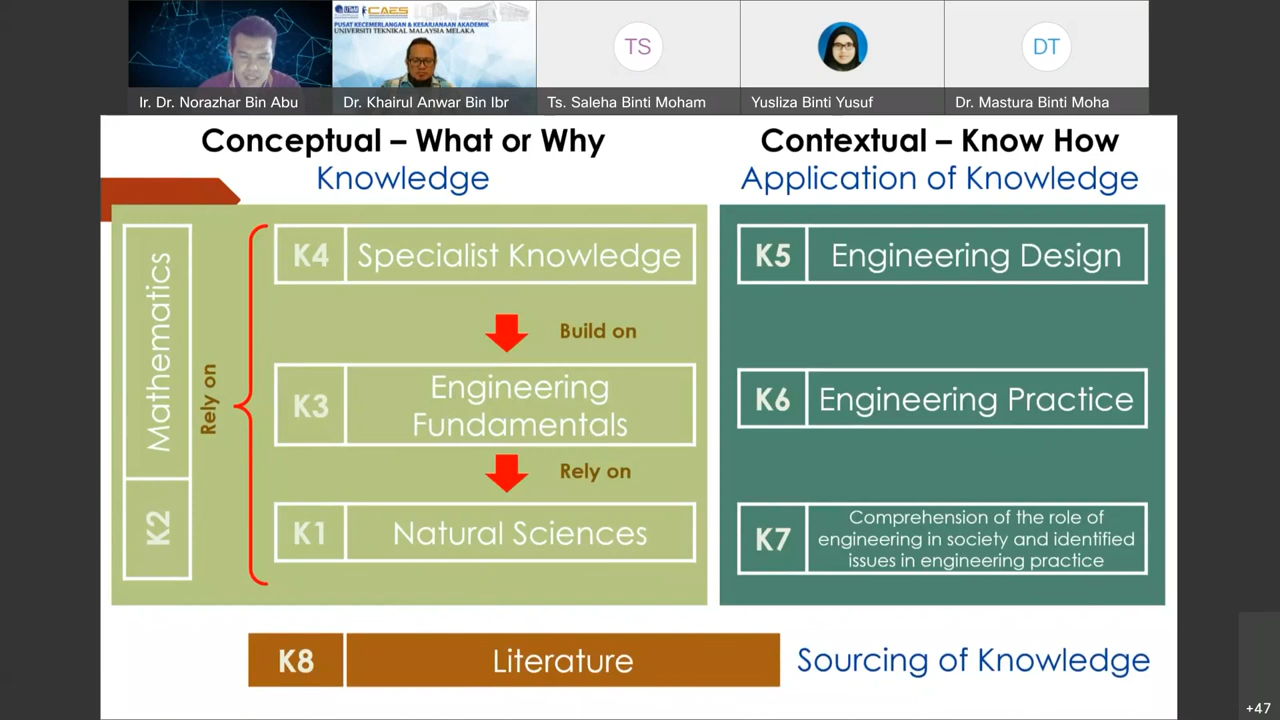 UTeM CAES
PUSAT KECEMERLANGAN & KESARJANAAN AKADEMIK
UNIVERSITI TEKNIKAL MALAYSIA MELAKA
TS
DT
Ir. Dr. Norazhar Bin Abu
Dr. Khairul Anwar Bin Ibr
Ts. Saleha Binti Moham
Yusliza Binti Yusuf
Dr. Mastura Binti Moha
Conceptual – What or Why
Knowledge
Contextual – Know How
Application of Knowledge
Mathematics
K2
Rely on
K4 Specialist Knowledge
Build on
K3 Engineering
Fundamentals
Rely on
K1 Natural Sciences
K5 Engineering Design
K6 Engineering Practice
K7 Comprehension of the role of
engineering in society and identified
issues in engineering practice
K8 Literature
Sourcing of Knowledge
+47